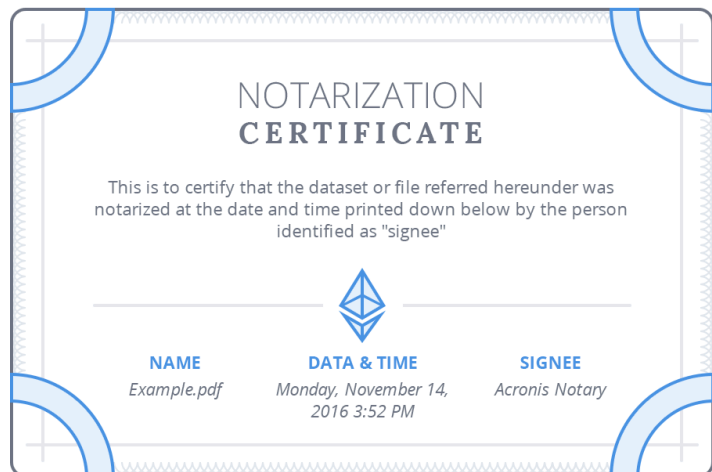 NOTARIZATION
CERTIFICATE
This is to certify that the dataset or file referred hereunder was
notarized at the date and time printed down below by the person
identified as "signee"
NAME
DATA & TIME
SIGNEE
Example.pdf
Monday, November 14,
2016 3:52 PM
Acronis Notary